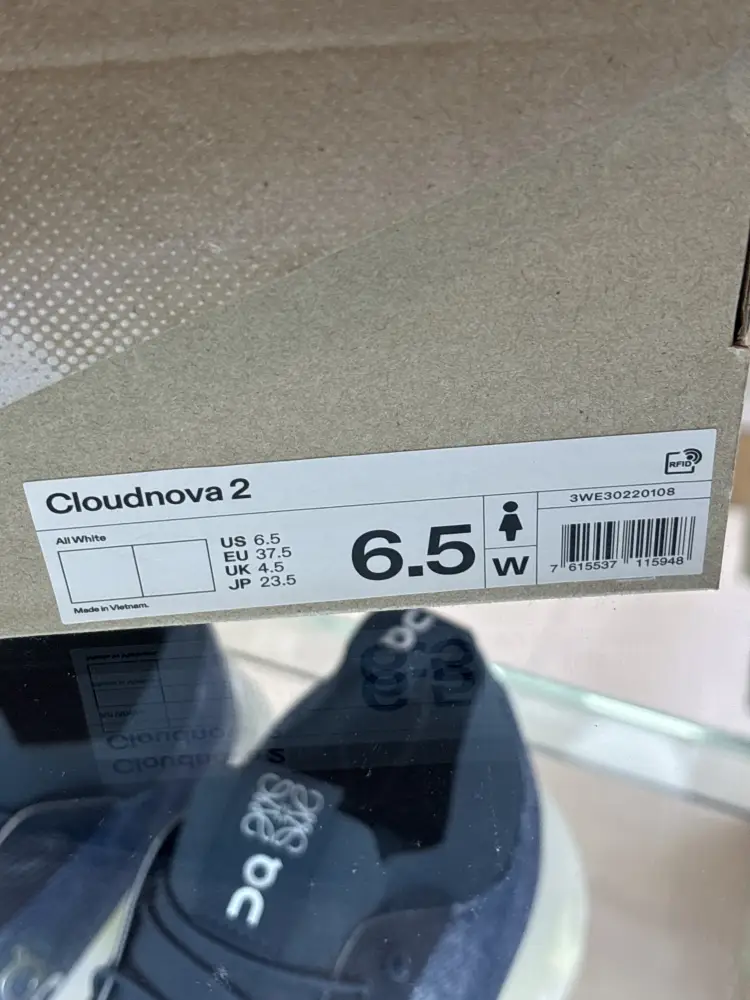 Cloudnova 2
RFID
All White
Made in Vietnam.
US 6.5
EU 37.5
UK 4.5
JP 23.5
6.5
W
3WE30220108
7 615537 115948